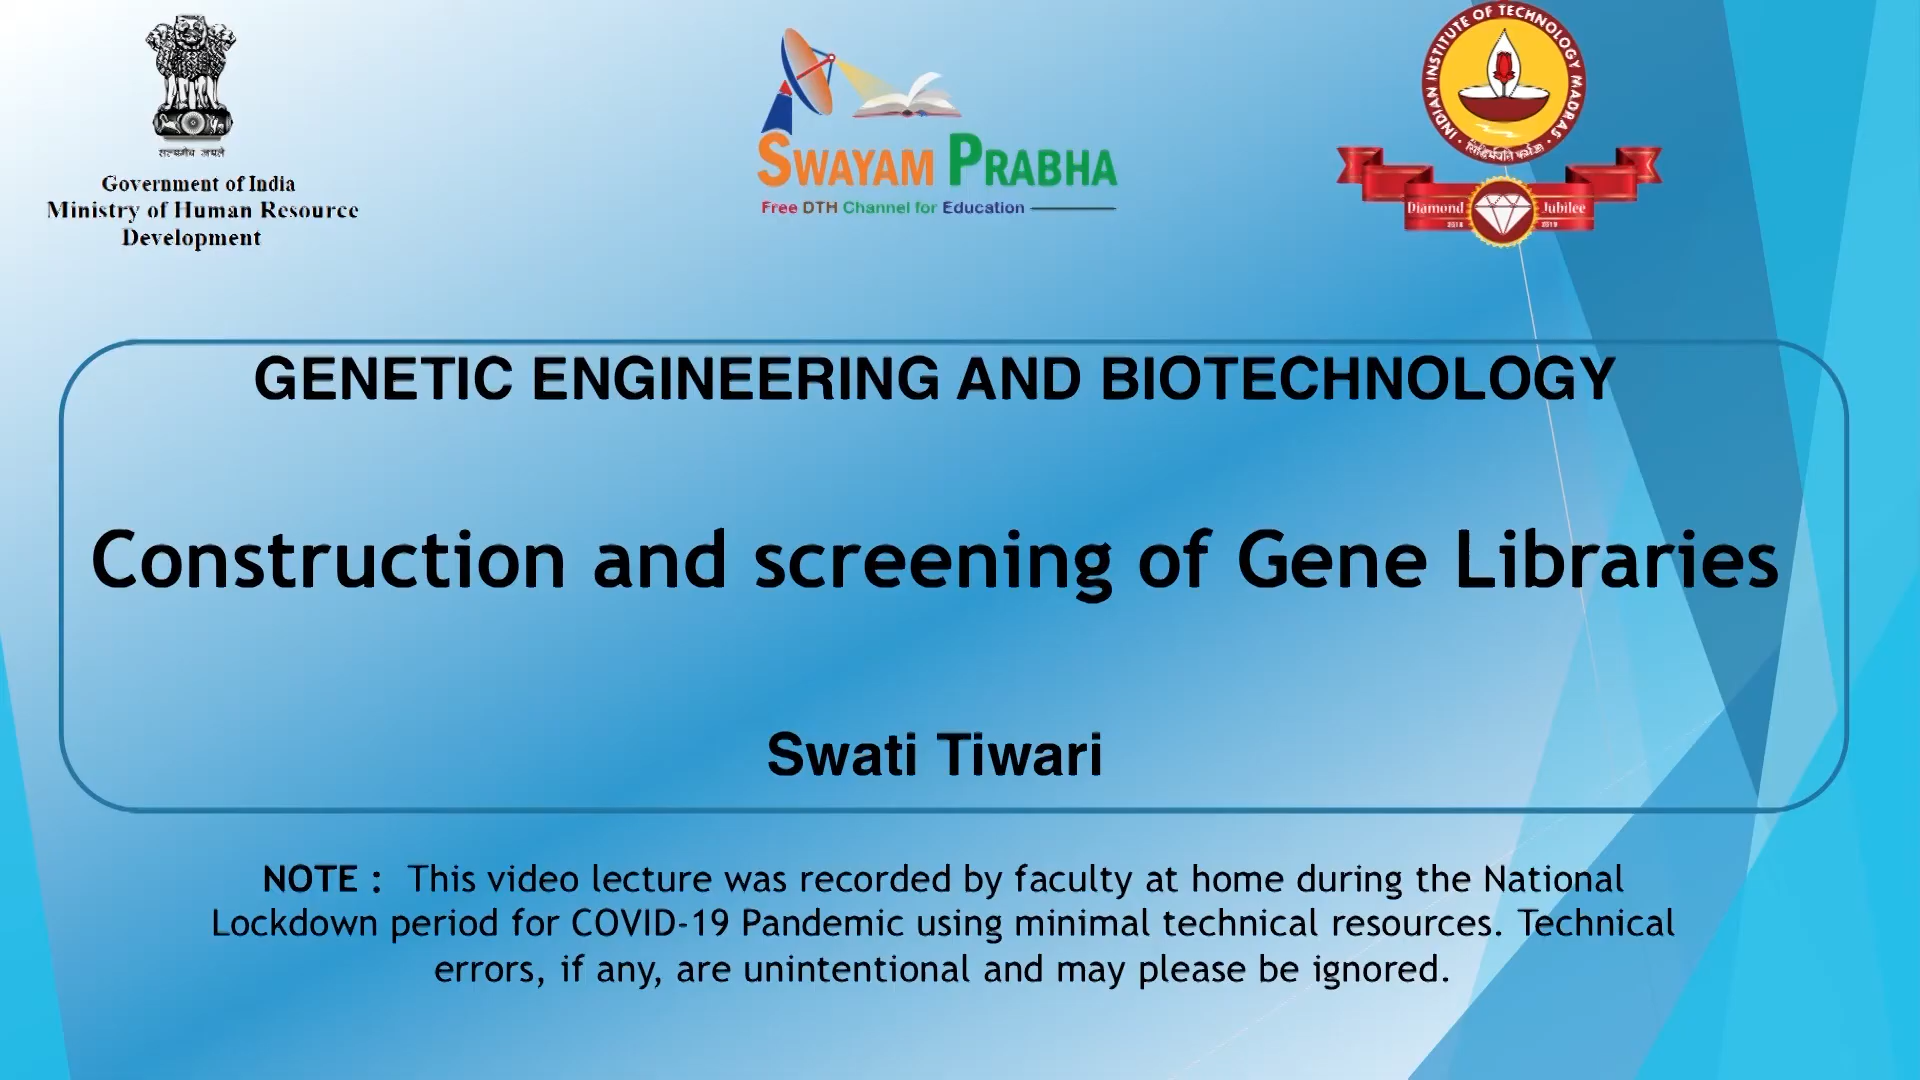 सत्यमेव जयते
Government of India
Ministry of Human Resource
Development
SWAYAM PRABHA
Free DTH Channel for Education
INDIAN INSTITUTE OF TECHNOLOGY MADRAS
Diamond Jubilee
GENETIC ENGINEERING AND BIOTECHNOLOGY
Construction and screening of Gene Libraries
Swati Tiwari
NOTE : This video lecture was recorded by faculty at home during the National
Lockdown period for COVID-19 Pandemic using minimal technical resources. Technical
errors, if any, are unintentional and may please be ignored.